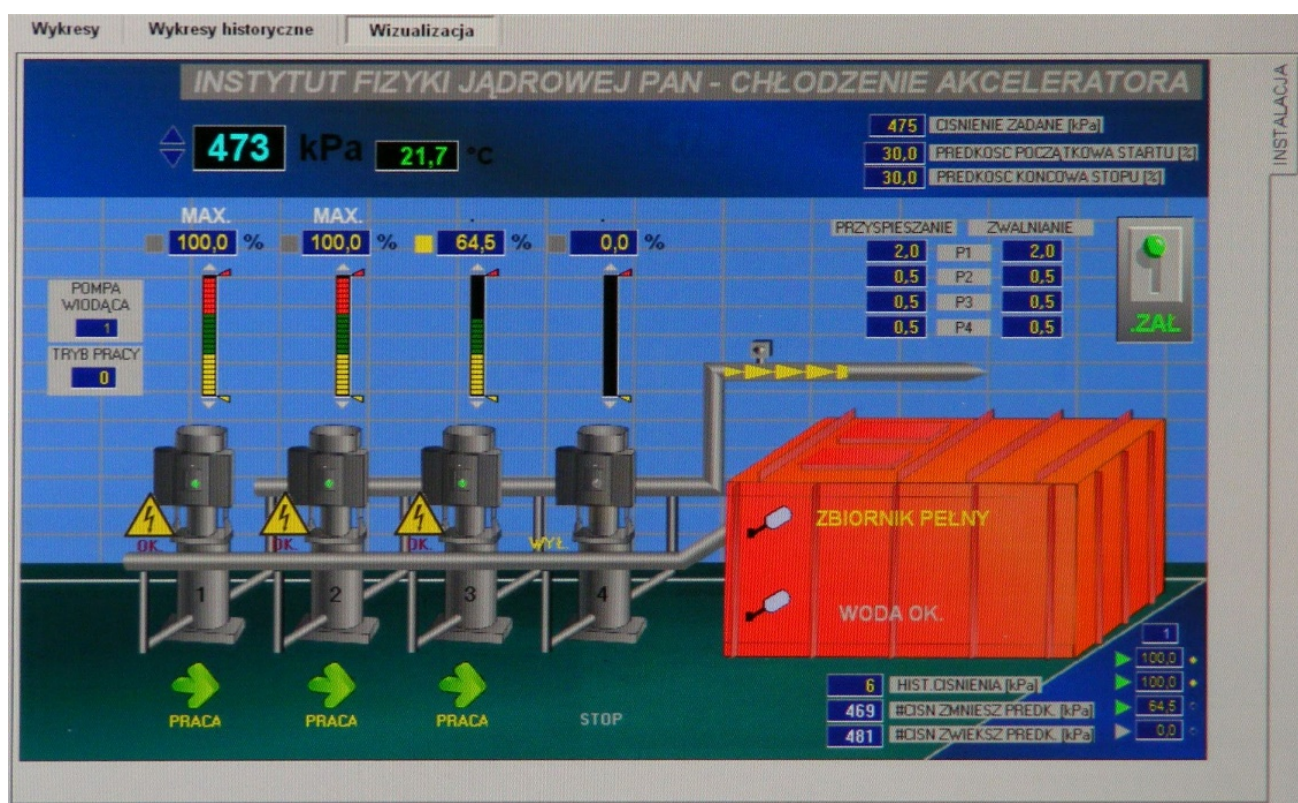 Wykresy Wykresy historyczne Wizualizacja
INSTALACJA
INSTYTUT FIZYKI JĄDROWEJ PAN - CHŁODZENIE AKCELERATORA
473 kPa 21,7 °C
475 CISNIENIE ZADANE [kPa]
30,0 PREDKOSC POCZĄTKOWA STARTU [%]
30,0 PREDKOSC KONCOWA STOPU [%]
MAX. MAX.
100,0 % 100,0 % 64,5 % 0,0 %
PRZYSPIESZANIE ZWALNIANIE
2,0 P1 2,0
0,5 P2 0,5
0,5 P3 0,5
0,5 P4 0,5
.ZAŁ
POMPA
WIODĄCA
1
TRYB PRACY
0
ZBIORNIK PEŁNY
OK. OK. OK. WYŁ.
1 2 3 4
WODA OK.
PRACA PRACA PRACA STOP
6 HIST.CISNIENIA [kPa]
469 #CISN ZMNIESZ PREDK. [kPa]
481 #CISN ZWIEKSZ PREDK. [kPa]
1
100,0
100,0
64,5
0,0